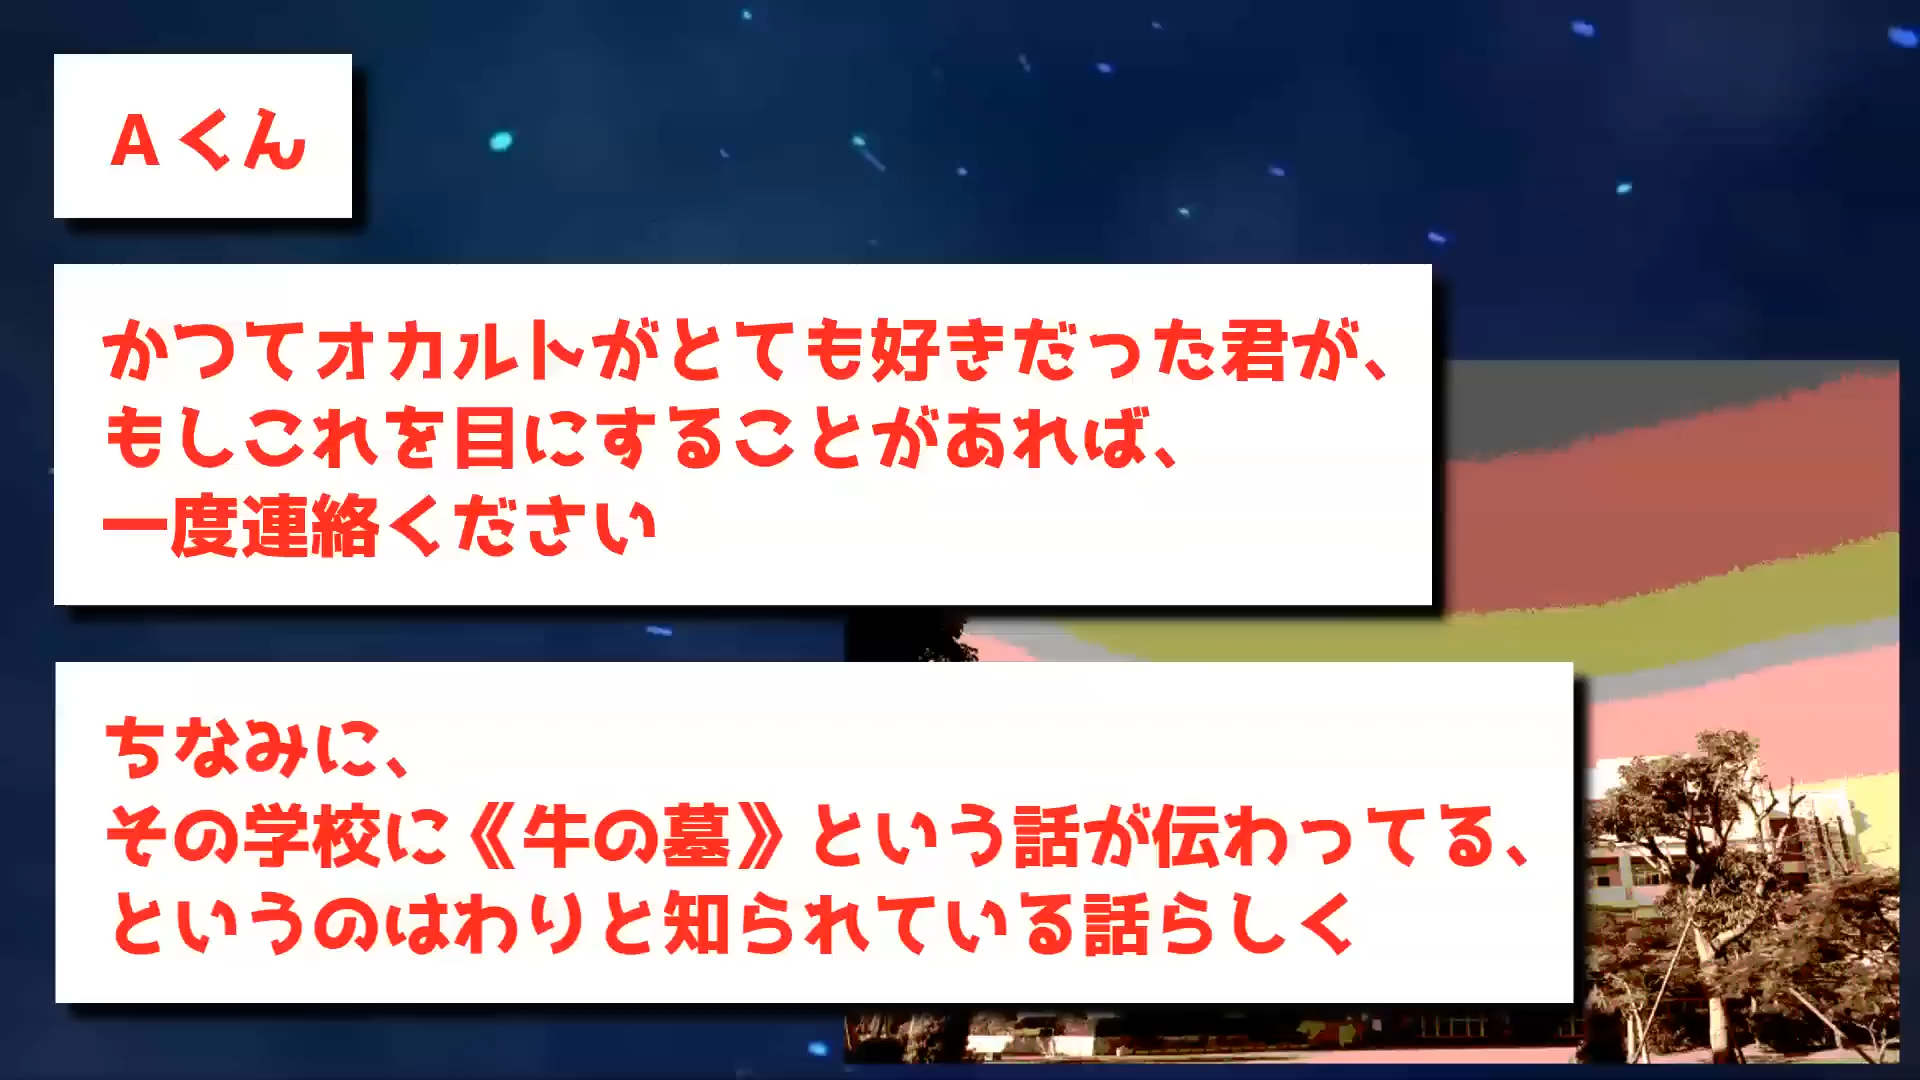 Aくん
かつてオカルトがとても好きだった君が、
もしこれを目にすることがあれば、
一度連絡ください
ちなみに、
その学校に《牛の墓》という話が伝わってる、
というのはわりと知られている話らしく